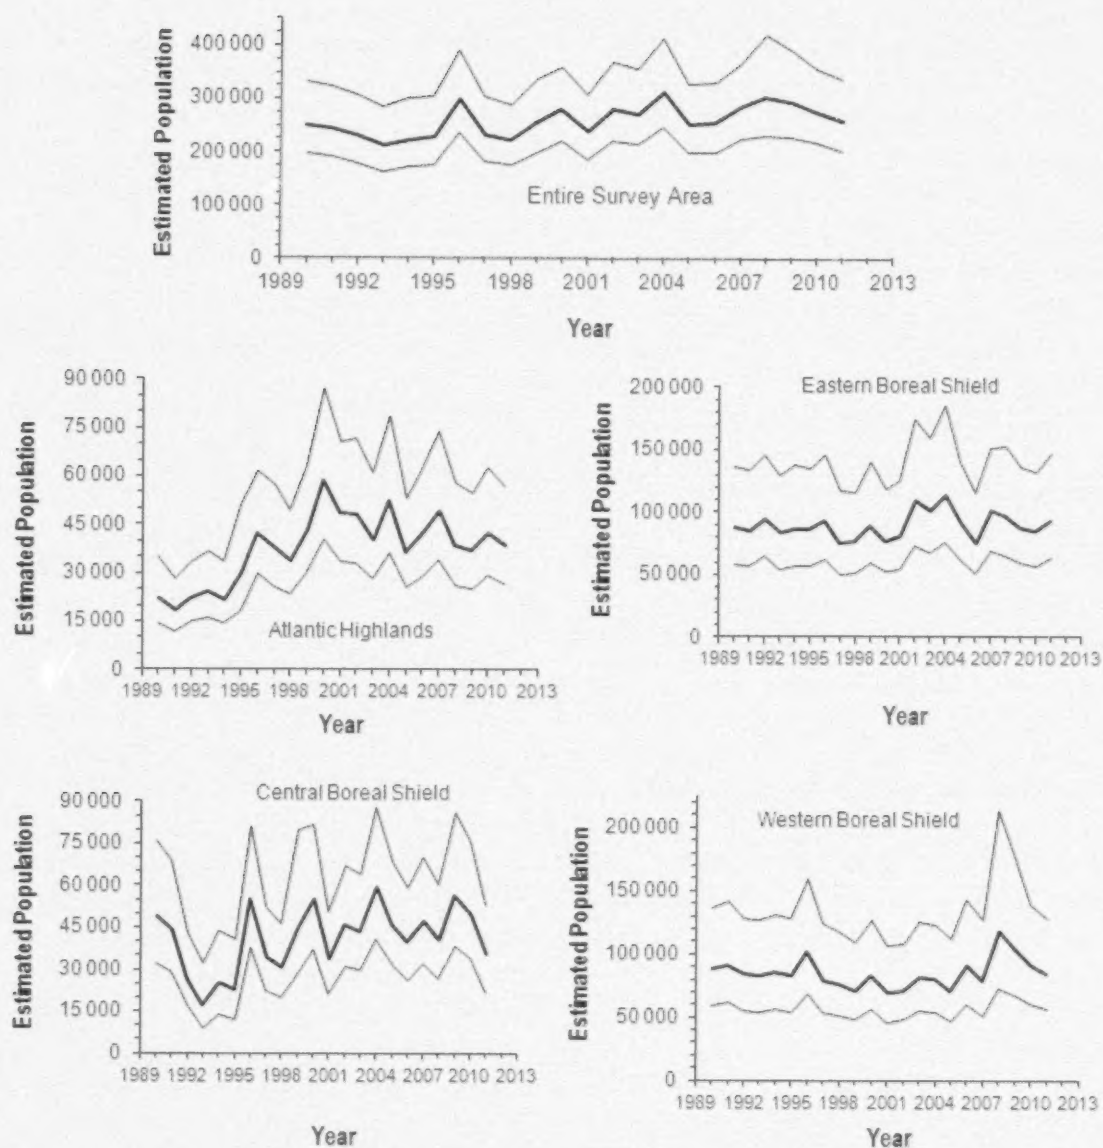 Estimated Population
400 000
300 000
200 000
100 000
0
Entire Survey Area
1989 1992 1995 1998 2001 2004 2007 2010 2013
Year
Estimated Population
90 000
75 000
60 000
45 000
30 000
15 000
0
Atlantic Highlands
1989 1992 1995 1998 2001 2004 2007 2010 2013
Year
Estimated Population
200 000
150 000
100 000
50 000
0
Eastern Boreal Shield
1989 1992 1995 1998 2001 2004 2007 2010 2013
Year
Estimated Population
90 000
75 000
60 000
45 000
30 000
15 000
0
Central Boreal Shield
1989 1992 1995 1998 2001 2004 2007 2010 2013
Year
Estimated Population
200 000
150 000
100 000
50 000
0
Western Boreal Shield
1989 1992 1995 1998 2001 2004 2007 2010 2013
Year